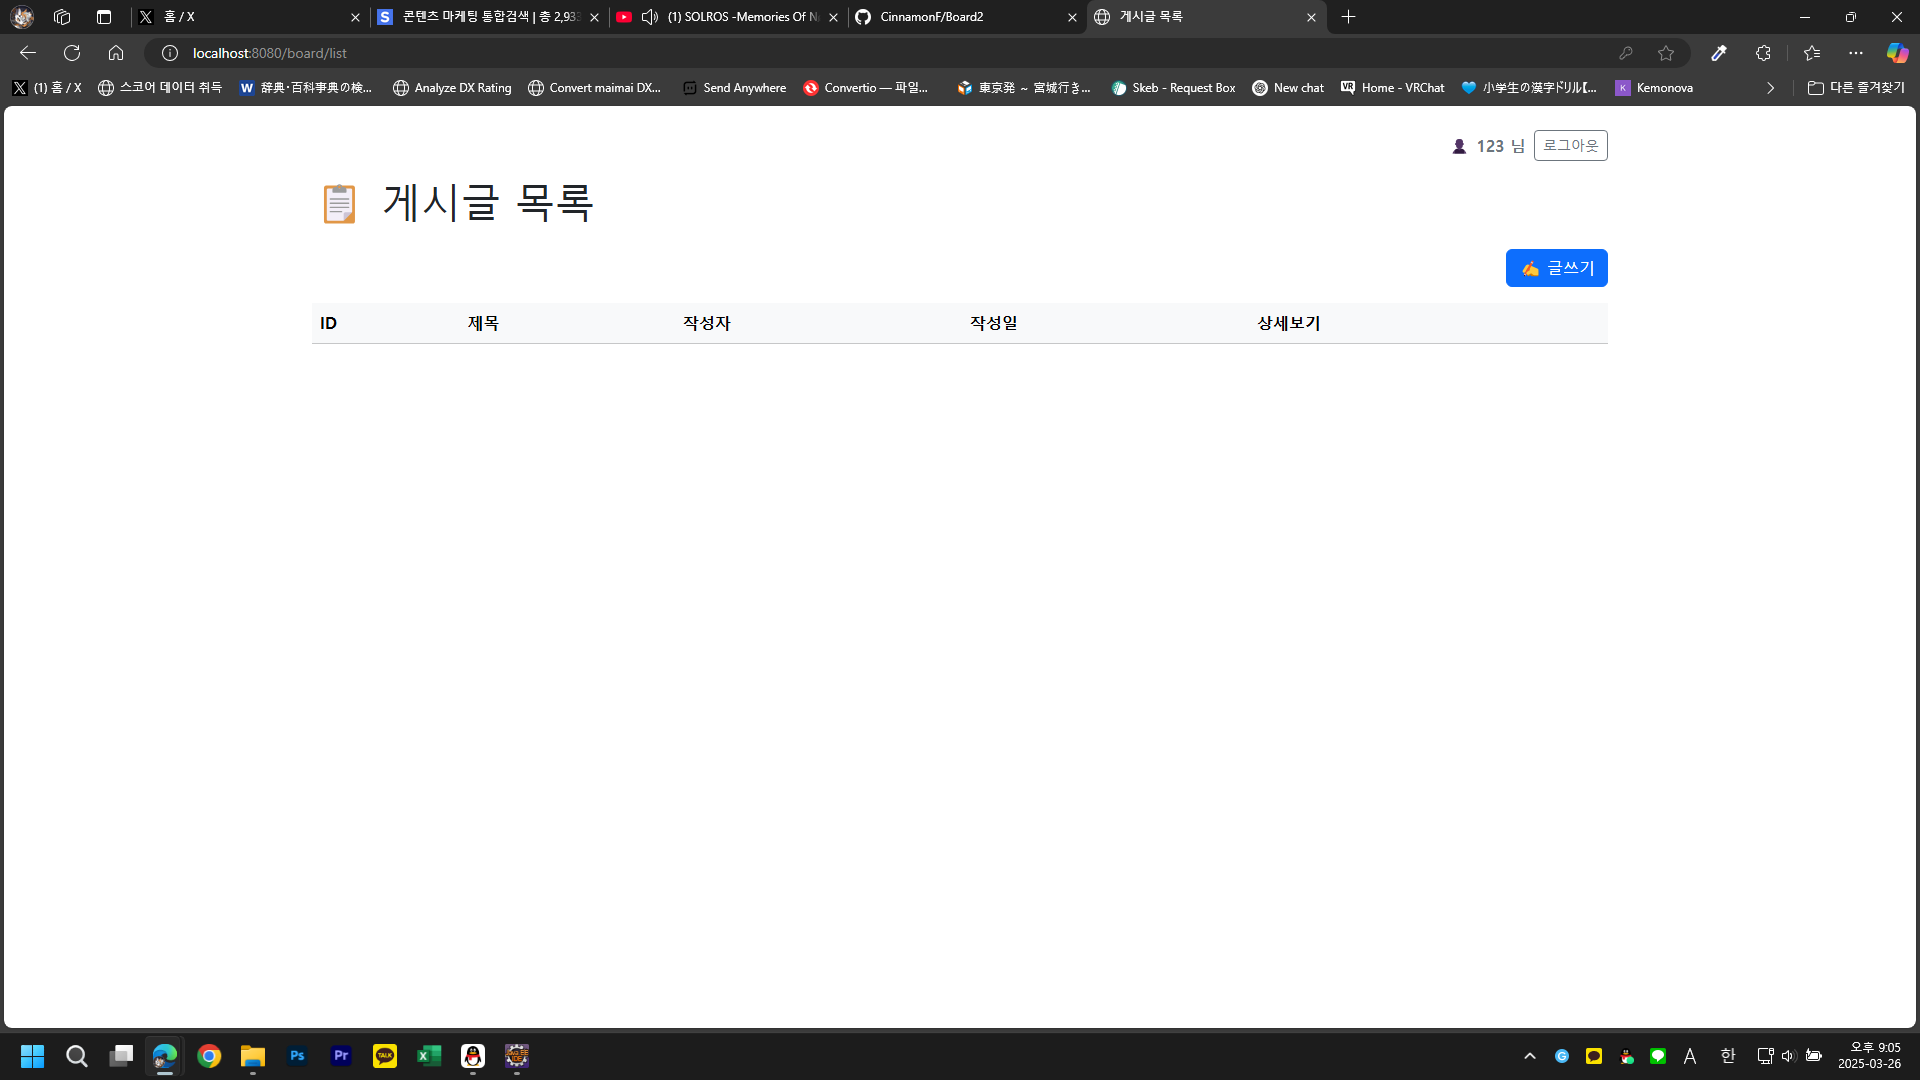 홈 / X
콘텐츠 마케팅 통합검색 | 총 2,933
(1) SOLROS -Memories Of N
CinnamonF/Board2
게시글 목록
localhost:8080/board/list
(1) 홈 / X
스코어 데이터 취득
辞典・百科事典の検...
Analyze DX Rating
Convert maimai DX...
Send Anywhere
Convertio — 파일...
東京発 ~ 宮城行き...
Skeb - Request Box
New chat
Home - VRChat
小学生の漢字ドリル【...
Kemonova
다른 즐겨찾기
123 님 로그아웃
게시글 목록
글쓰기
ID 제목 작성자 작성일 상세보기
Ps
Pr
TALK
A
한
오후 9:05
2025-03-26